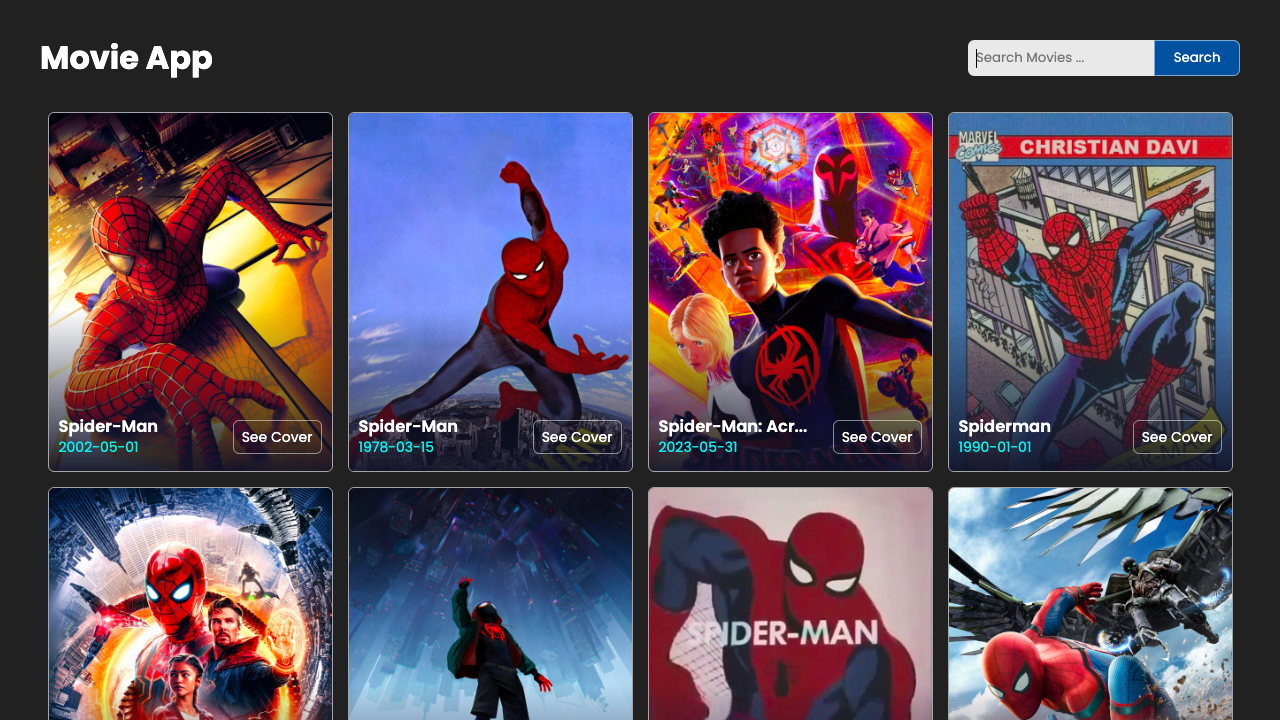 Movie App
Search Movies ...
Search
MARVEL
COMICS
CHRISTIAN DAVI
Spider-Man
2002-05-01
See Cover
Spider-Man
1978-03-15
See Cover
Spider-Man: Acr...
2023-05-31
See Cover
Spiderman
1990-01-01
See Cover
SPIDER-MAN